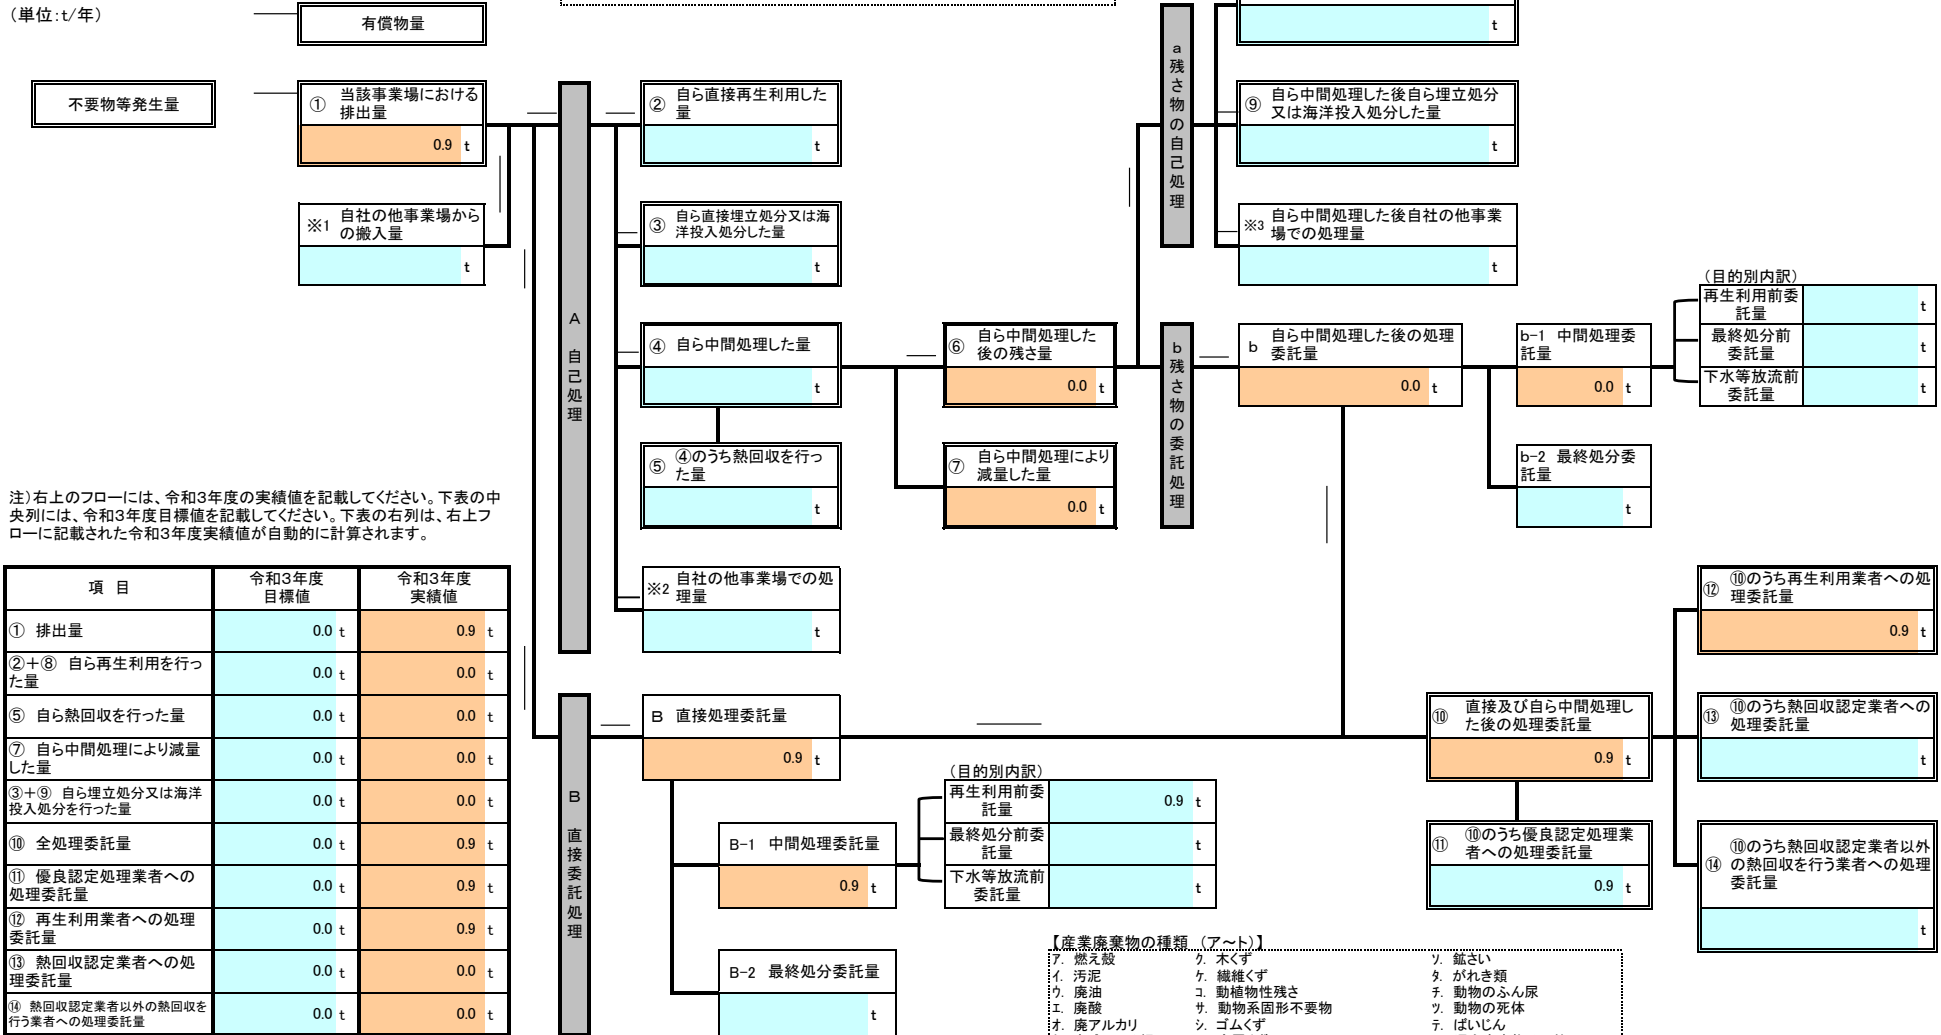 （単位:t/年）
有償物量
t
不要物等発生量
① 当該事業場における
排出量
0.9 t
※1 自社の他事業場から
の搬入量
t
A 自己処理
② 自ら直接再生利用した
量
t
③ 自ら直接埋立処分又は海
洋投入処分した量
t
④ 自ら中間処理した量
t
⑤ ④のうち熱回収を行っ
た量
t
※2 自社の他事業場での処
理量
t
⑥ 自ら中間処理した
後の残さ量
0.0 t
⑦ 自ら中間処理により
減量した量
0.0 t
a 残さ物の自己処理
⑨ 自ら中間処理した後自ら埋立処分
又は海洋投入処分した量
t
※3 自ら中間処理した後自社の他事業
場での処理量
t
b 残さ物の委託処理
b 自ら中間処理した後の処理
委託量
0.0 t
b-1 中間処理委
託量
0.0 t
b-2 最終処分委
託量
t
（目的別内訳）
再生利用前委
託量
t
最終処分前
委託量
t
下水等放流前
委託量
t
注）右上のフローには、令和3年度の実績値を記載してください。下表の中
央列には、令和3年度目標値を記載してください。下表の右列は、右上フ
ローに記載された令和3年度実績値が自動的に計算されます。
項 目 令和3年度 目標値 令和3年度 実績値
① 排出量 0.0 t 0.9 t
②＋⑧ 自ら再生利用を行っ
た量 0.0 t 0.0 t
⑤ 自ら熱回収を行った量 0.0 t 0.0 t
⑦ 自ら中間処理により減量
した量 0.0 t 0.0 t
③＋⑨ 自ら埋立処分又は海洋
投入処分を行った量 0.0 t 0.0 t
⑩ 全処理委託量 0.0 t 0.9 t
⑪ 優良認定処理業者への
処理委託量 0.0 t 0.9 t
⑫ 再生利用業者への処理
委託量 0.0 t 0.9 t
⑬ 熱回収認定業者への処
理委託量 0.0 t 0.0 t
⑭ 熱回収認定業者以外の熱回収を
行う業者への処理委託量 0.0 t 0.0 t
B 直接委託処理
B 直接処理委託量
0.9 t
B-1 中間処理委託量
0.9 t
B-2 最終処分委託量
t
（目的別内訳）
再生利用前委
託量
0.9 t
最終処分前委
託量
t
下水等放流前
委託量
t
⑩ 直接及び自ら中間処理し
た後の処理委託量
0.9 t
⑪ ⑩のうち優良認定処理業
者への処理委託量
0.9 t
⑫ ⑩のうち再生利用業者への処
理委託量
0.9 t
⑬ ⑩のうち熱回収認定業者への
処理委託量
t
⑭ ⑩のうち熱回収認定業者以外
の熱回収を行う業者への処理
委託量
t
【産業廃棄物の種類 （ア～ト）】
ア. 燃え殻 ク. 木くず ソ. 鉱さい
イ. 汚泥 ケ. 繊維くず タ. がれき類
ウ. 廃油 コ. 動植物性残さ チ. 動物のふん尿
エ. 廃酸 サ. 動物系固形不要物 ツ. 動物の死体
オ. 廃アルカリ シ. ゴムくず テ. ばいじん